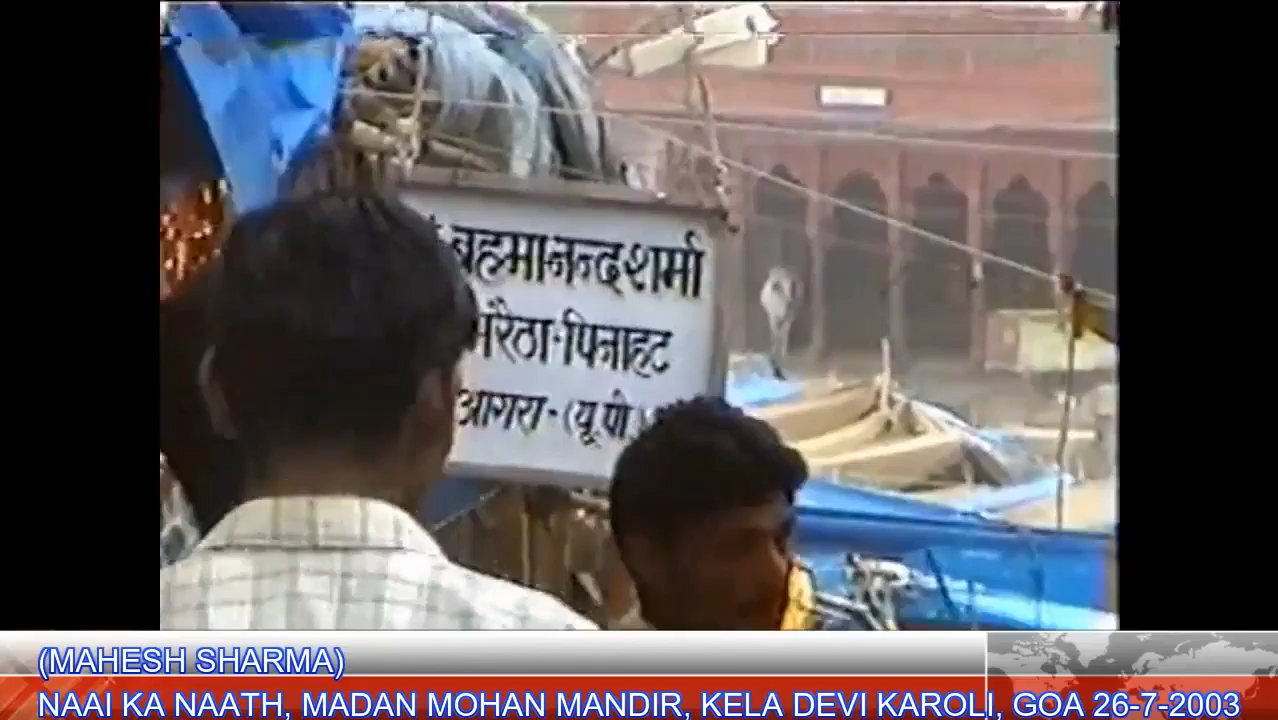 ब्रह्मानन्द शर्मा
पिनाहट
आगरा-(यू.पी.)
(MAHESH SHARMA)
NAAI KA NAATH, MADAN MOHAN MANDIR, KELA DEVI KAROLI, GOA 26-7-2003